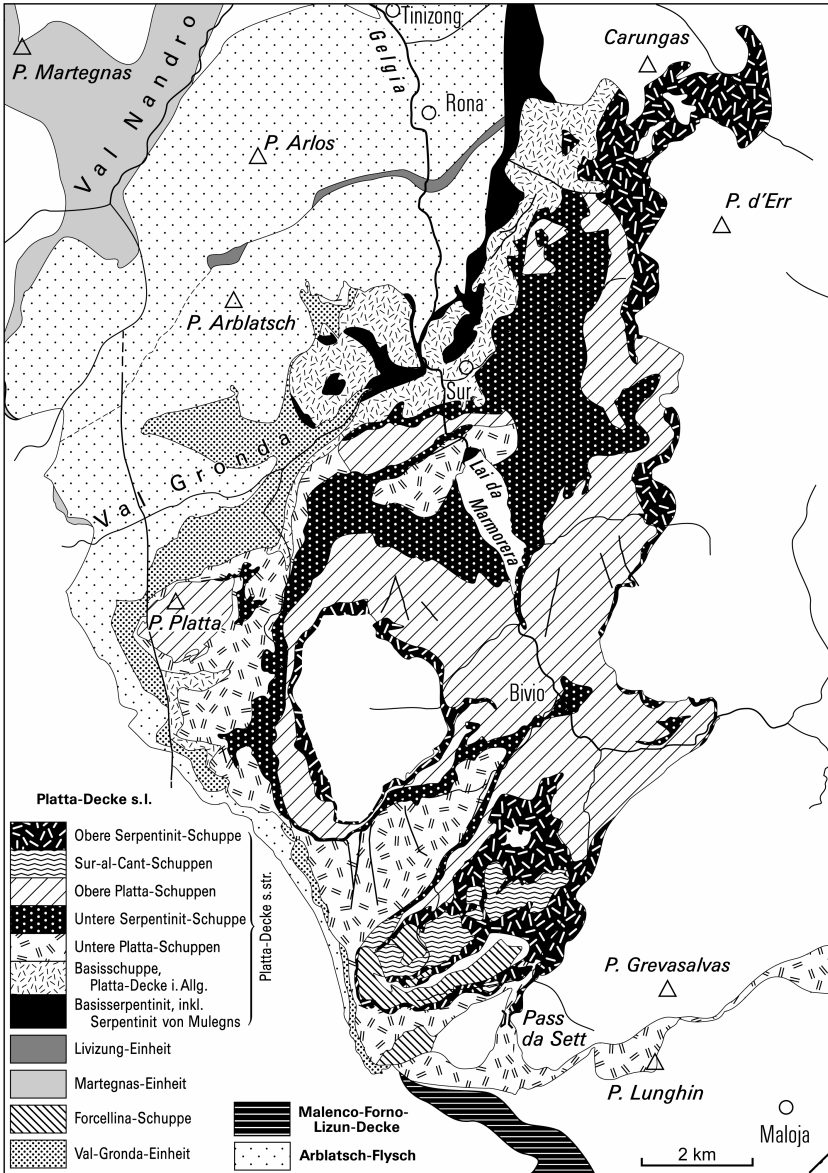 Tinizong
Carungas
P. Martegnas
Gelgia
Val Nandro
Rona
P. Arlos
P. d'Err
P. Arblatsch
Sur
Val Gronda
Lai da
Marmorera
P. Platta
Bivio
Platta-Decke s.l.
Obere Serpentinit-Schuppe
Sur-al-Cant-Schuppen
Obere Platta-Schuppen
Untere Serpentinit-Schuppe
Untere Platta-Schuppen
Basisschuppe,
Platta-Decke i. Allg.
Basisserpentinit, inkl.
Serpentinit von Mulegns
Platta-Decke s.str.
Livizung-Einheit
Martegnas-Einheit
Forcellina-Schuppe
Val-Gronda-Einheit
Malenco-Forno-
Lizun-Decke
Arblatsch-Flysch
P. Grevasalvas
Pass
da Sett
P. Lunghin
Maloja
2 km